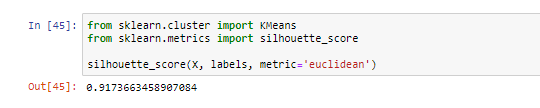 In [45]: from sklearn.cluster import KMeans
from sklearn.metrics import silhouette_score
silhouette_score(X, labels, metric='euclidean')
Out[45]: 0.9173663458907084